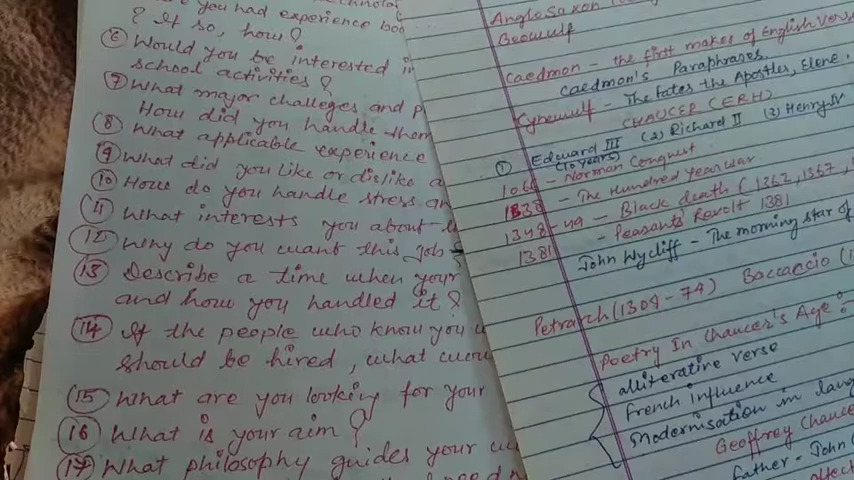 you had experience
? If so, how?
⑥ Would you be interested
school activities?
⑦ What major challeges and
How did you handle them
⑧ What applicable experience
⑨ What did you like or dislike a
⑩ How do you handle stress an
⑪ What interests you about
⑫ Why do you want this job
⑬ Describe a time when your
and how you handled it?
⑭ If the people who know you
should be hired, what
⑮ What are you looking for your
⑯ What is your aim?
⑰ What philosophy guides your
Anglo Saxon
Beowulf
Caedmon - the first maker of English Verse
Caedmon's Paraphrases.
Cynewulf - The Fates the Apostles, Elene,
CHAUCER (ERH)
① Edward III (2) Richard II (3) Henry IV
(10 years)
1066 - Norman Conquest
1338 - The Hundred Year War
1348-49 - Black death (1362, 1367,
1381 - Peasants Revolt 1381
John Wycliff - The morning star of
Petrarch (1304-74) Baccaccio
Poetry In Chaucer's Age:
alliterative verse
French influence
Modernisation in lang
Geoffrey Chauce
Father - John